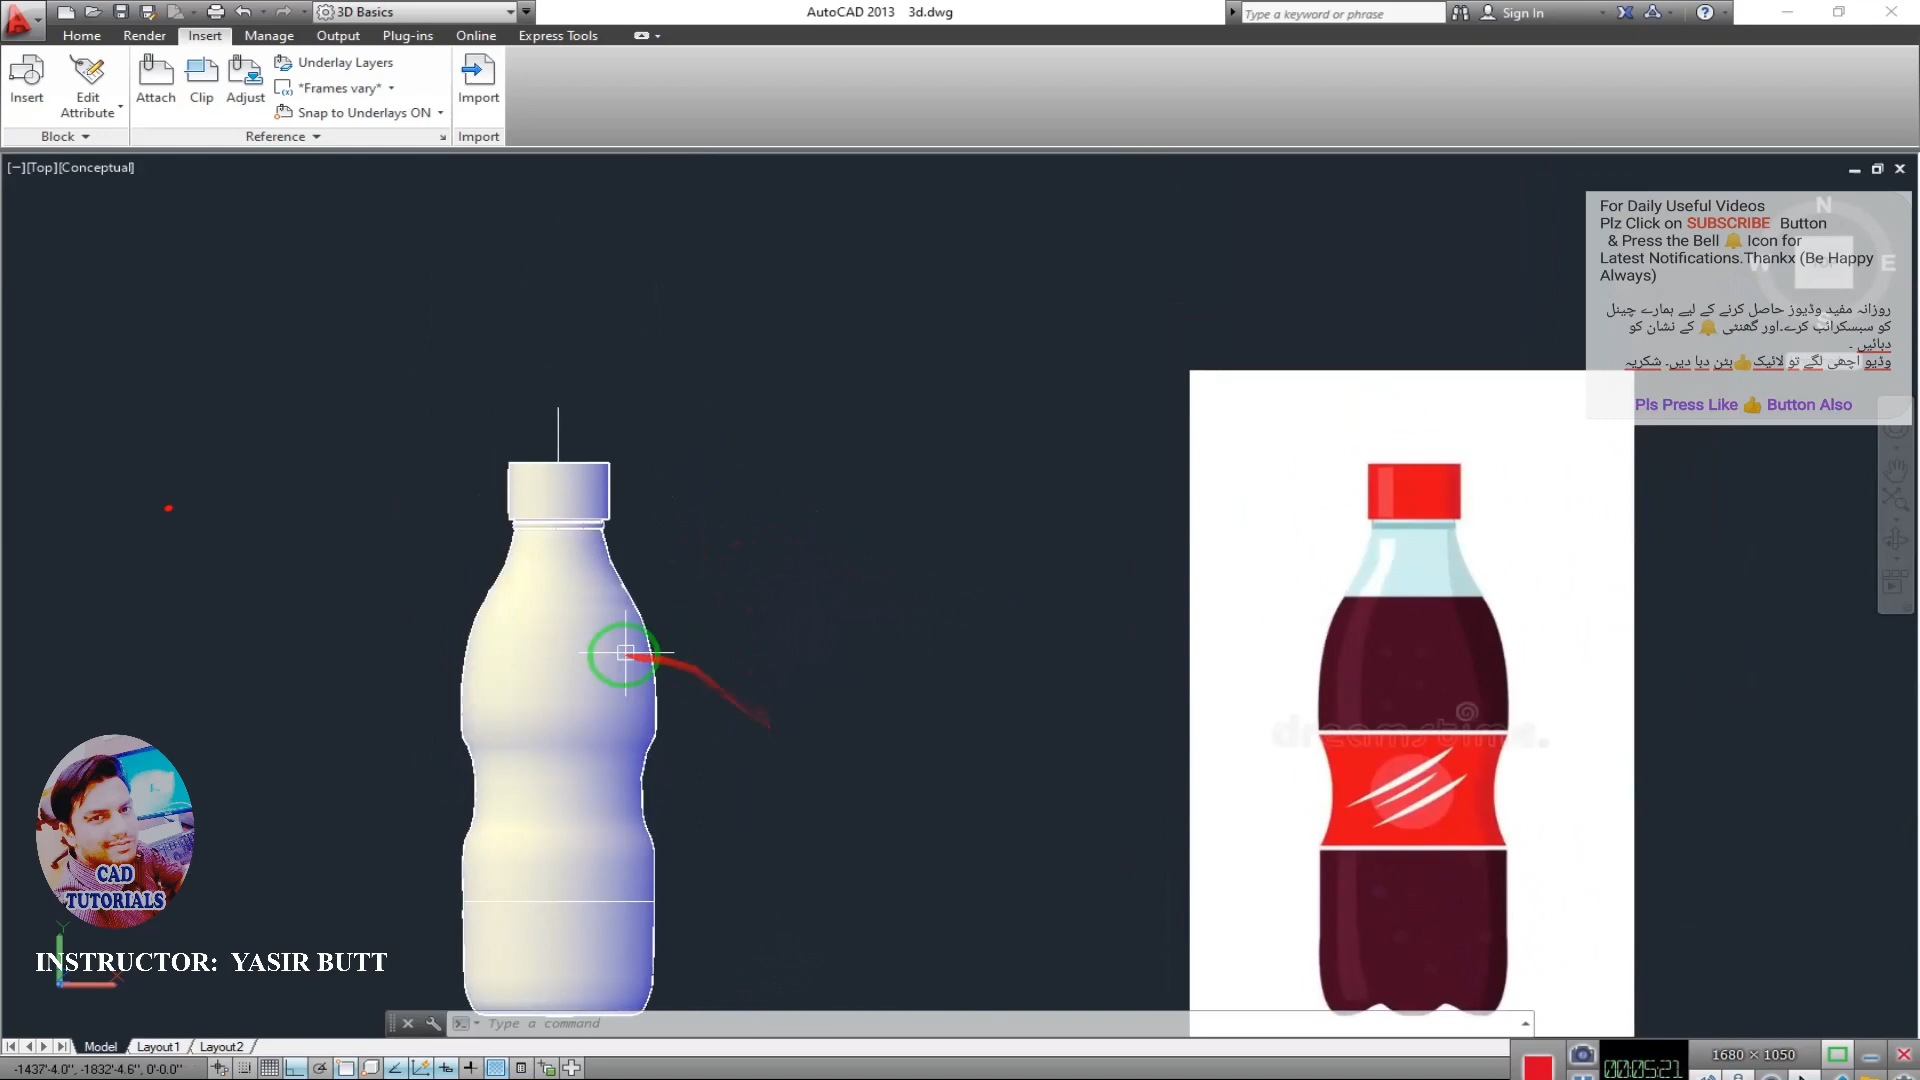 3D Basics
AutoCAD 2013    3d.dwg
Type a keyword or phrase
Sign In
Home
Render
Insert
Manage
Output
Plug-ins
Online
Express Tools
Insert
Edit
Attribute
Attach
Clip
Adjust
Underlay Layers
*Frames vary*
Snap to Underlays ON
Import
Block
Reference
Import
[−][Top][Conceptual]
For Daily Useful Videos
Plz Click on SUBSCRIBE Button
& Press the Bell 🔔 Icon for
Latest Notifications.Thankx (Be Happy
Always)
روزانہ مفید وڈیوز حاصل کرنے کے لیے ہمارے چینل
کو سبسکرائب کرے۔اور گھنٹی 🔔 کے نشان کو
دبائیں ۔
وڈیو اچھی لگے تو لائیک👍بٹن دبا دیں۔ شکریہ
Pls Press Like 👍 Button Also
N
W
E
dreamstime.
CAD
TUTORIALS
INSTRUCTOR: YASIR BUTT
Y
X
Type a command
Model
Layout1
Layout2
-1437'-4.0", -1832'-4.6", 0'-0.0"
1680 × 1050
00:05:21